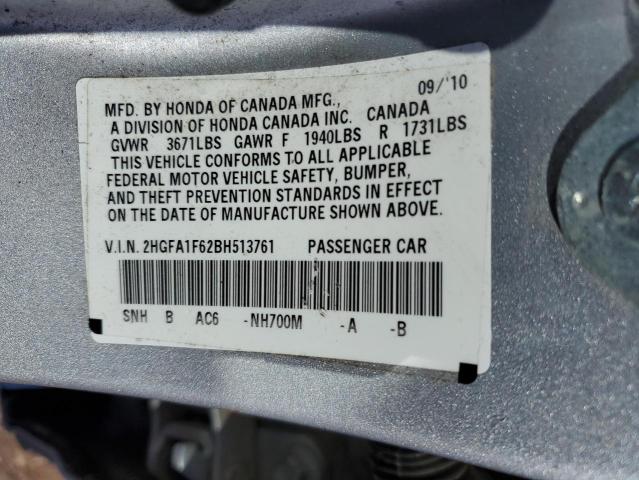 09/'10
MFD. BY HONDA OF CANADA MFG.,
A DIVISION OF HONDA CANADA INC. CANADA
GVWR 3671LBS GAWR F 1940LBS R 1731LBS
THIS VEHICLE CONFORMS TO ALL APPLICABLE
FEDERAL MOTOR VEHICLE SAFETY, BUMPER,
AND THEFT PREVENTION STANDARDS IN EFFECT
ON THE DATE OF MANUFACTURE SHOWN ABOVE.
V.I.N. 2HGFA1F62BH513761 PASSENGER CAR
SNH B AC6 -NH700M -A -B